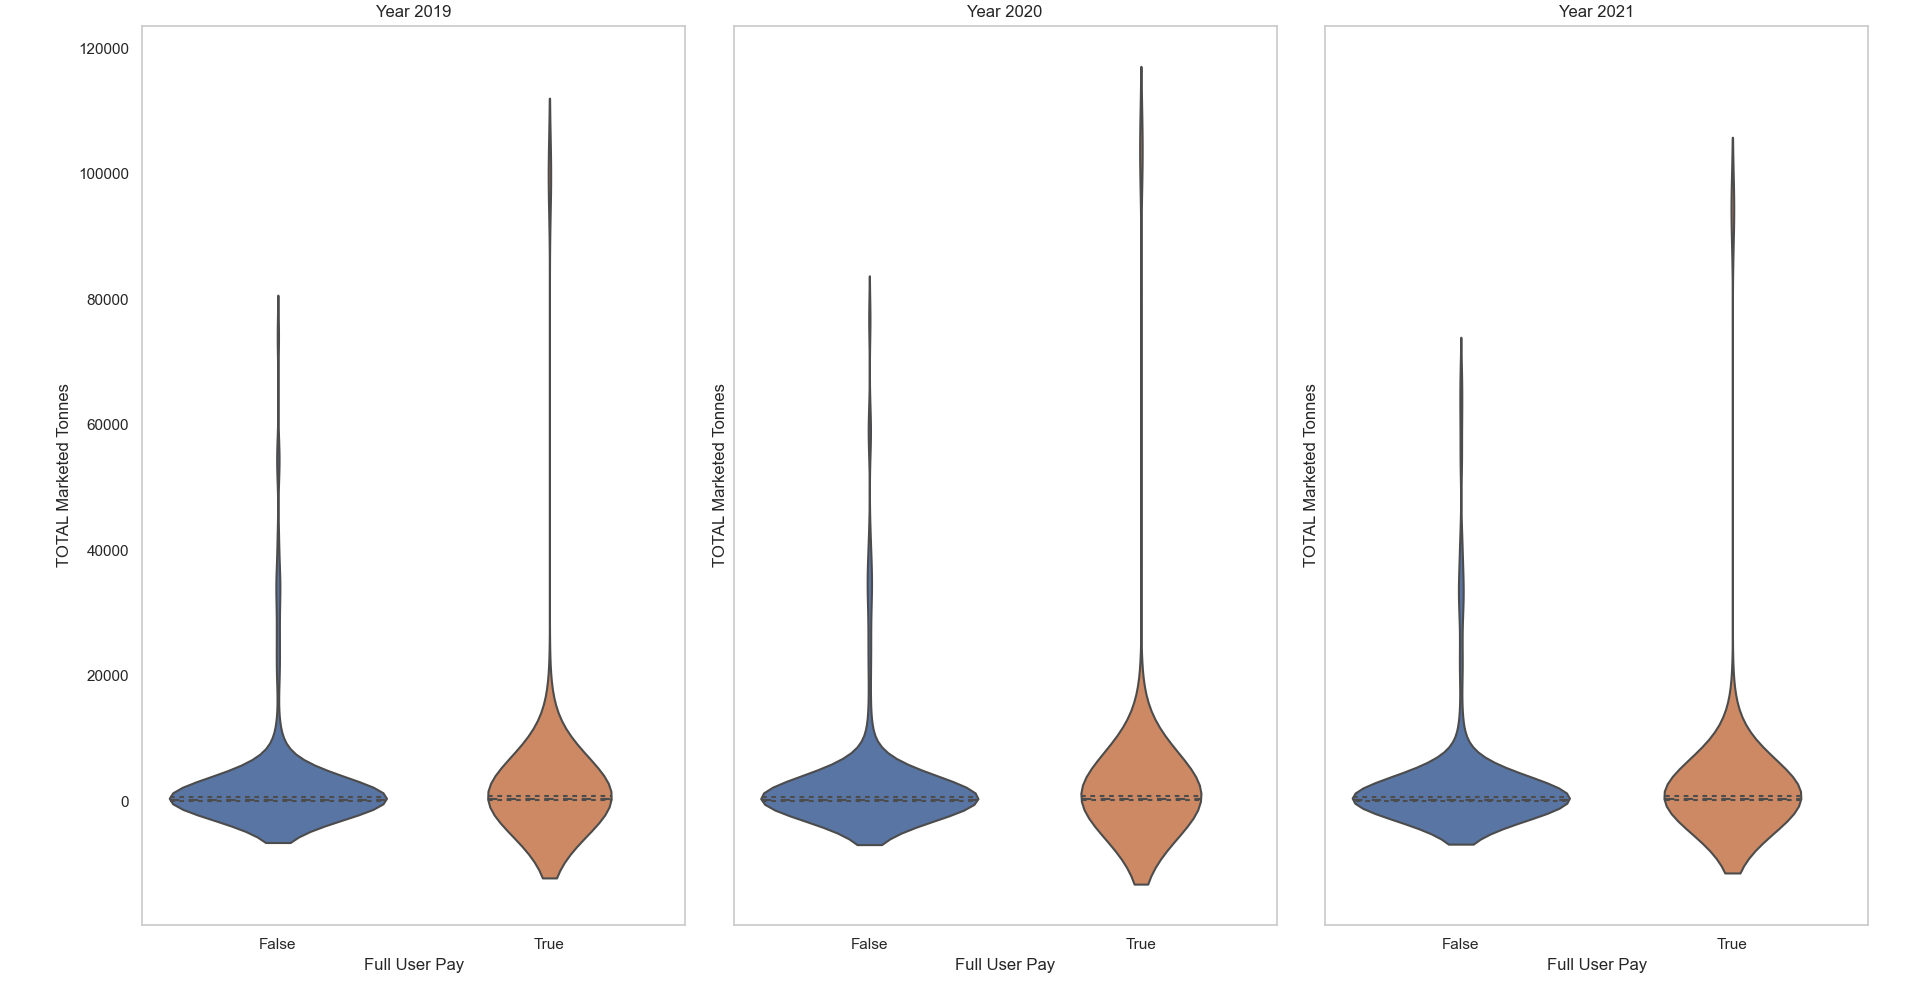 Year 2019
Year 2020
Year 2021
120000
100000
80000
60000
40000
20000
0
TOTAL Marketed Tonnes
TOTAL Marketed Tonnes
TOTAL Marketed Tonnes
False
True
False
True
False
True
Full User Pay
Full User Pay
Full User Pay